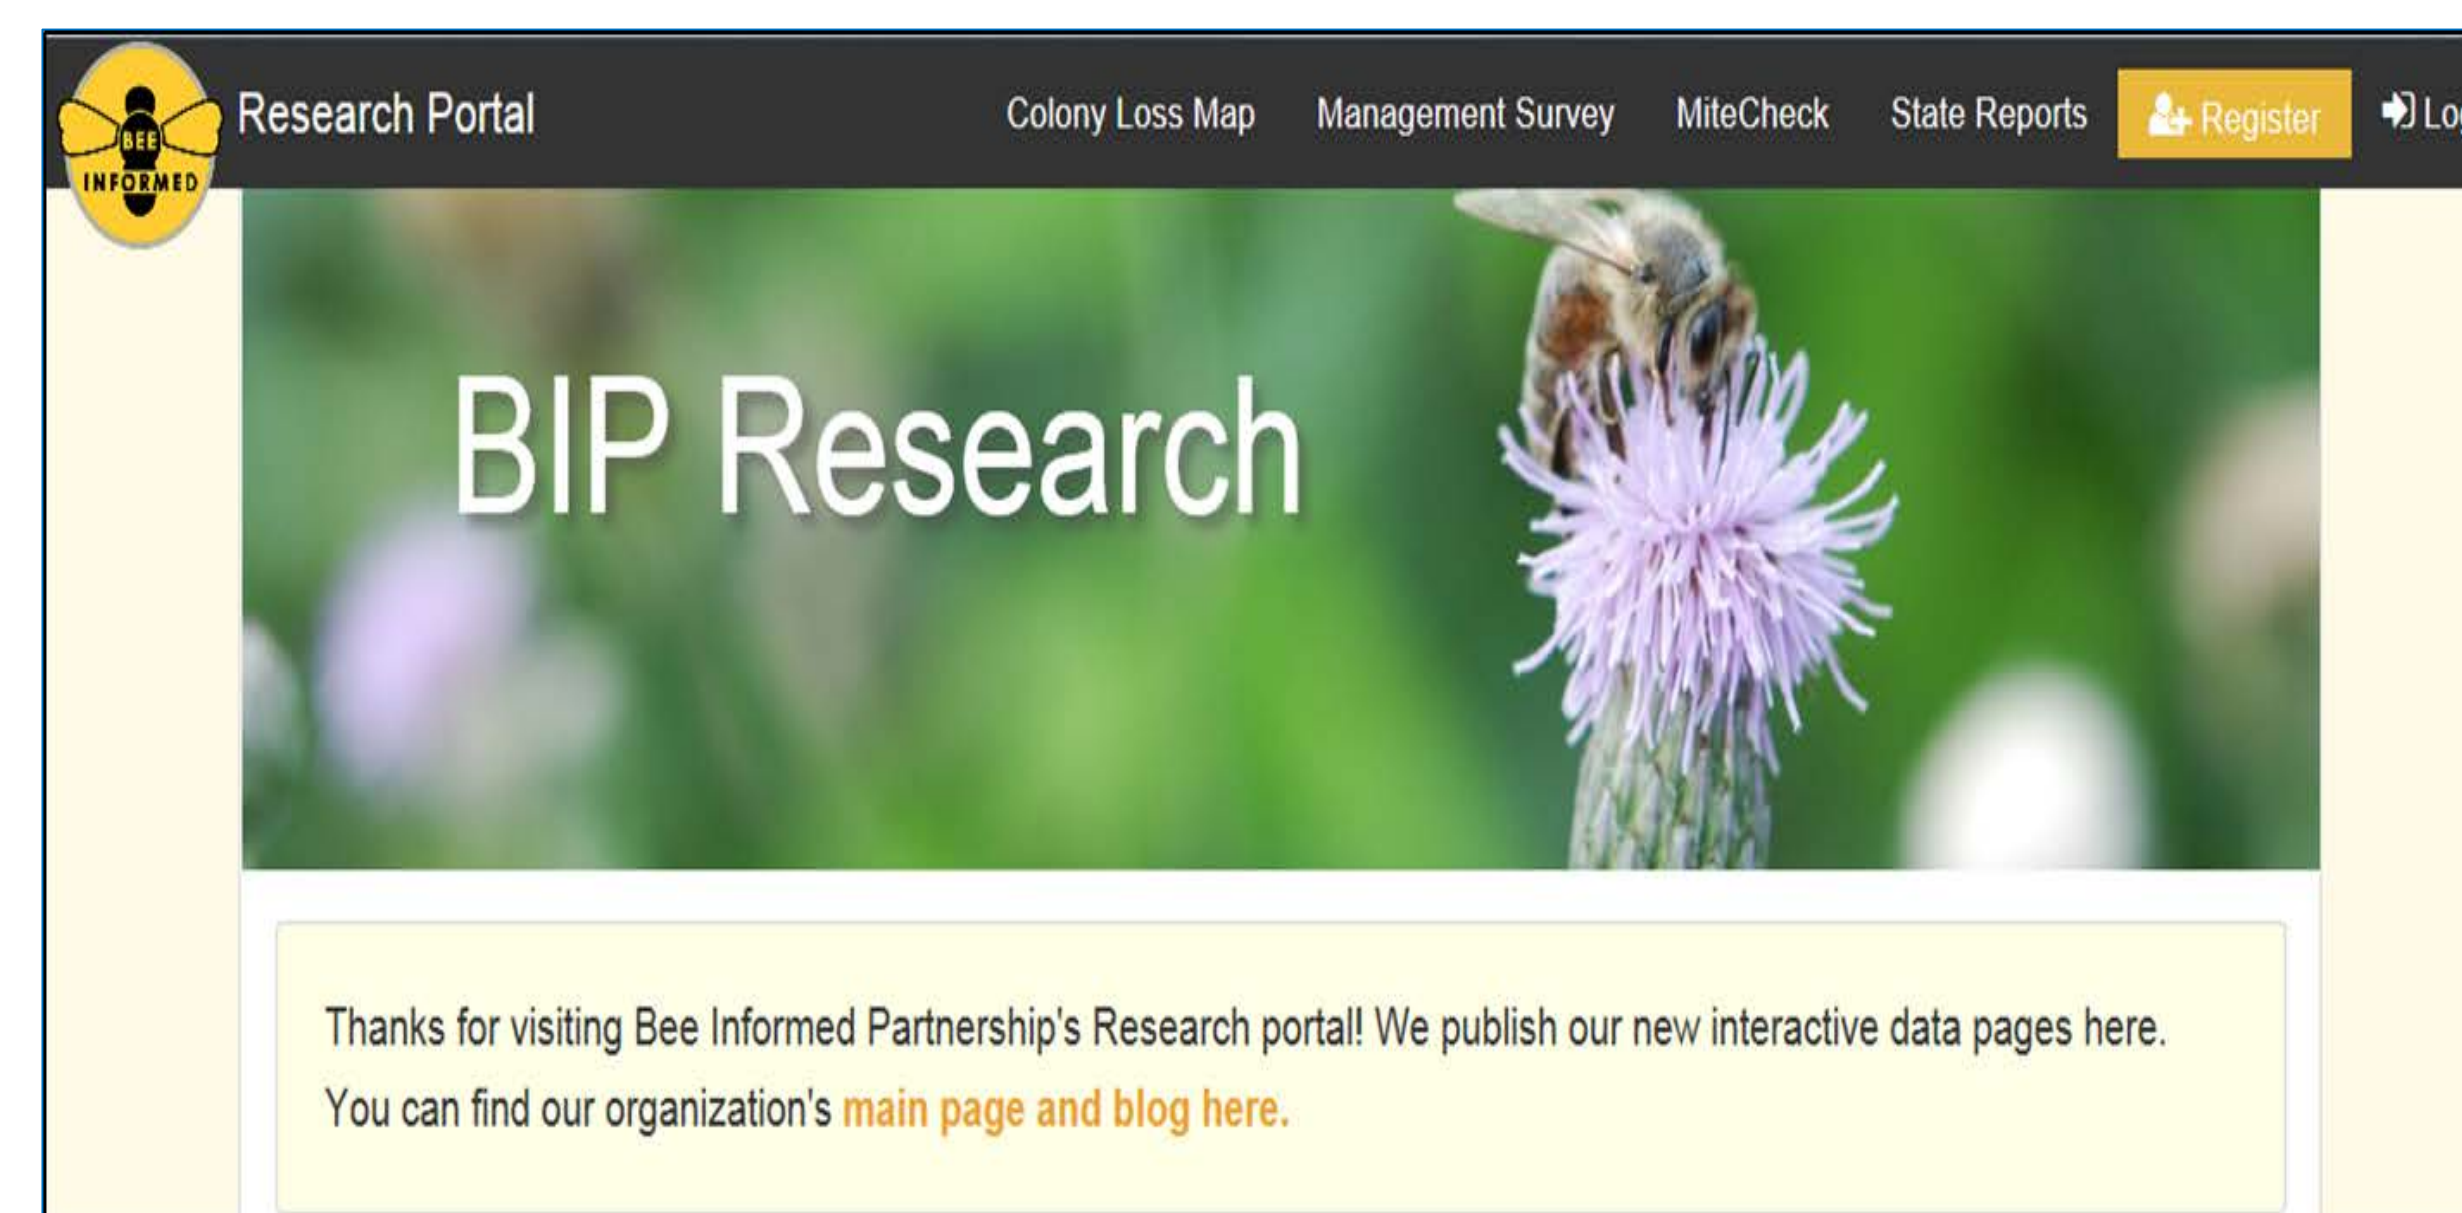 BEE
INFORMED
Research Portal
Colony Loss Map Management Survey MiteCheck State Reports Register
BIP Research
Thanks for visiting Bee Informed Partnership's Research portal! We publish our new interactive data pages here.
You can find our organization's main page and blog here.